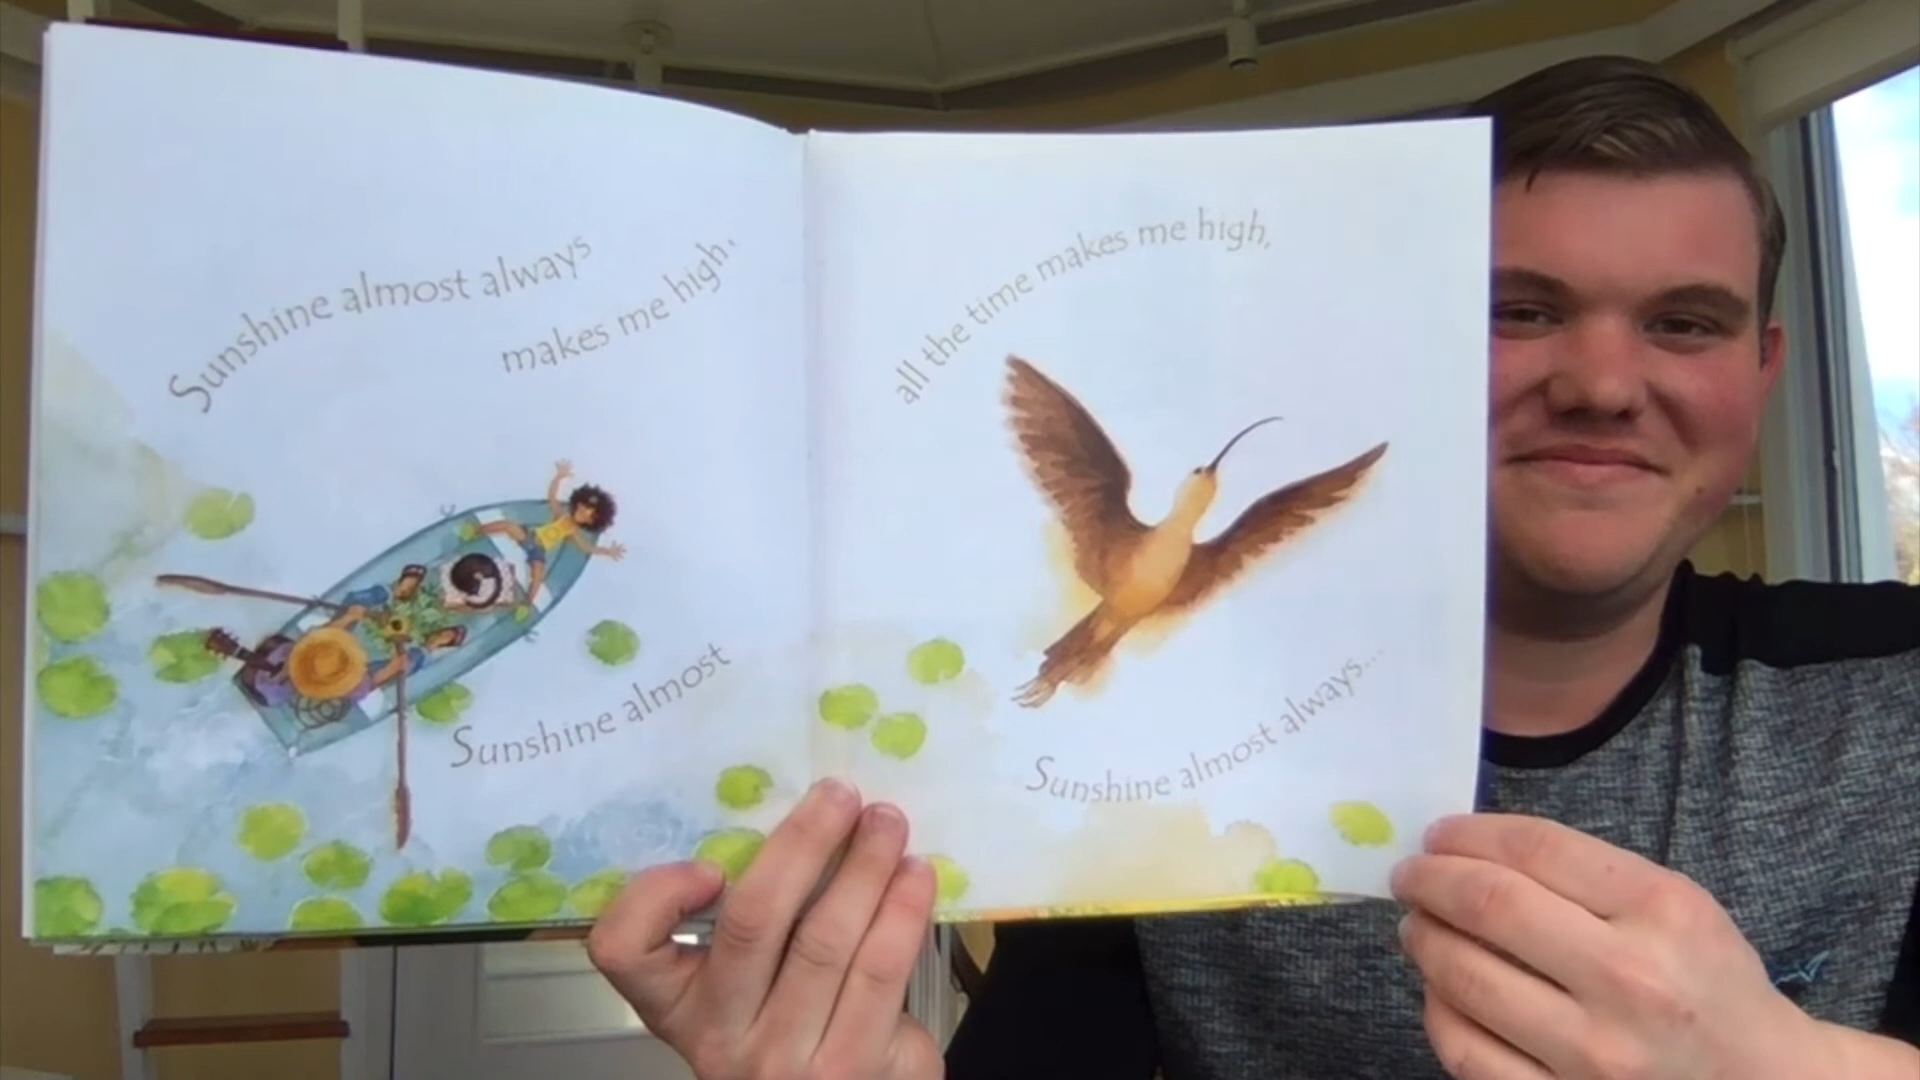 Sunshine almost always
makes me high.
Sunshine almost
all the time makes me high,
Sunshine almost always...